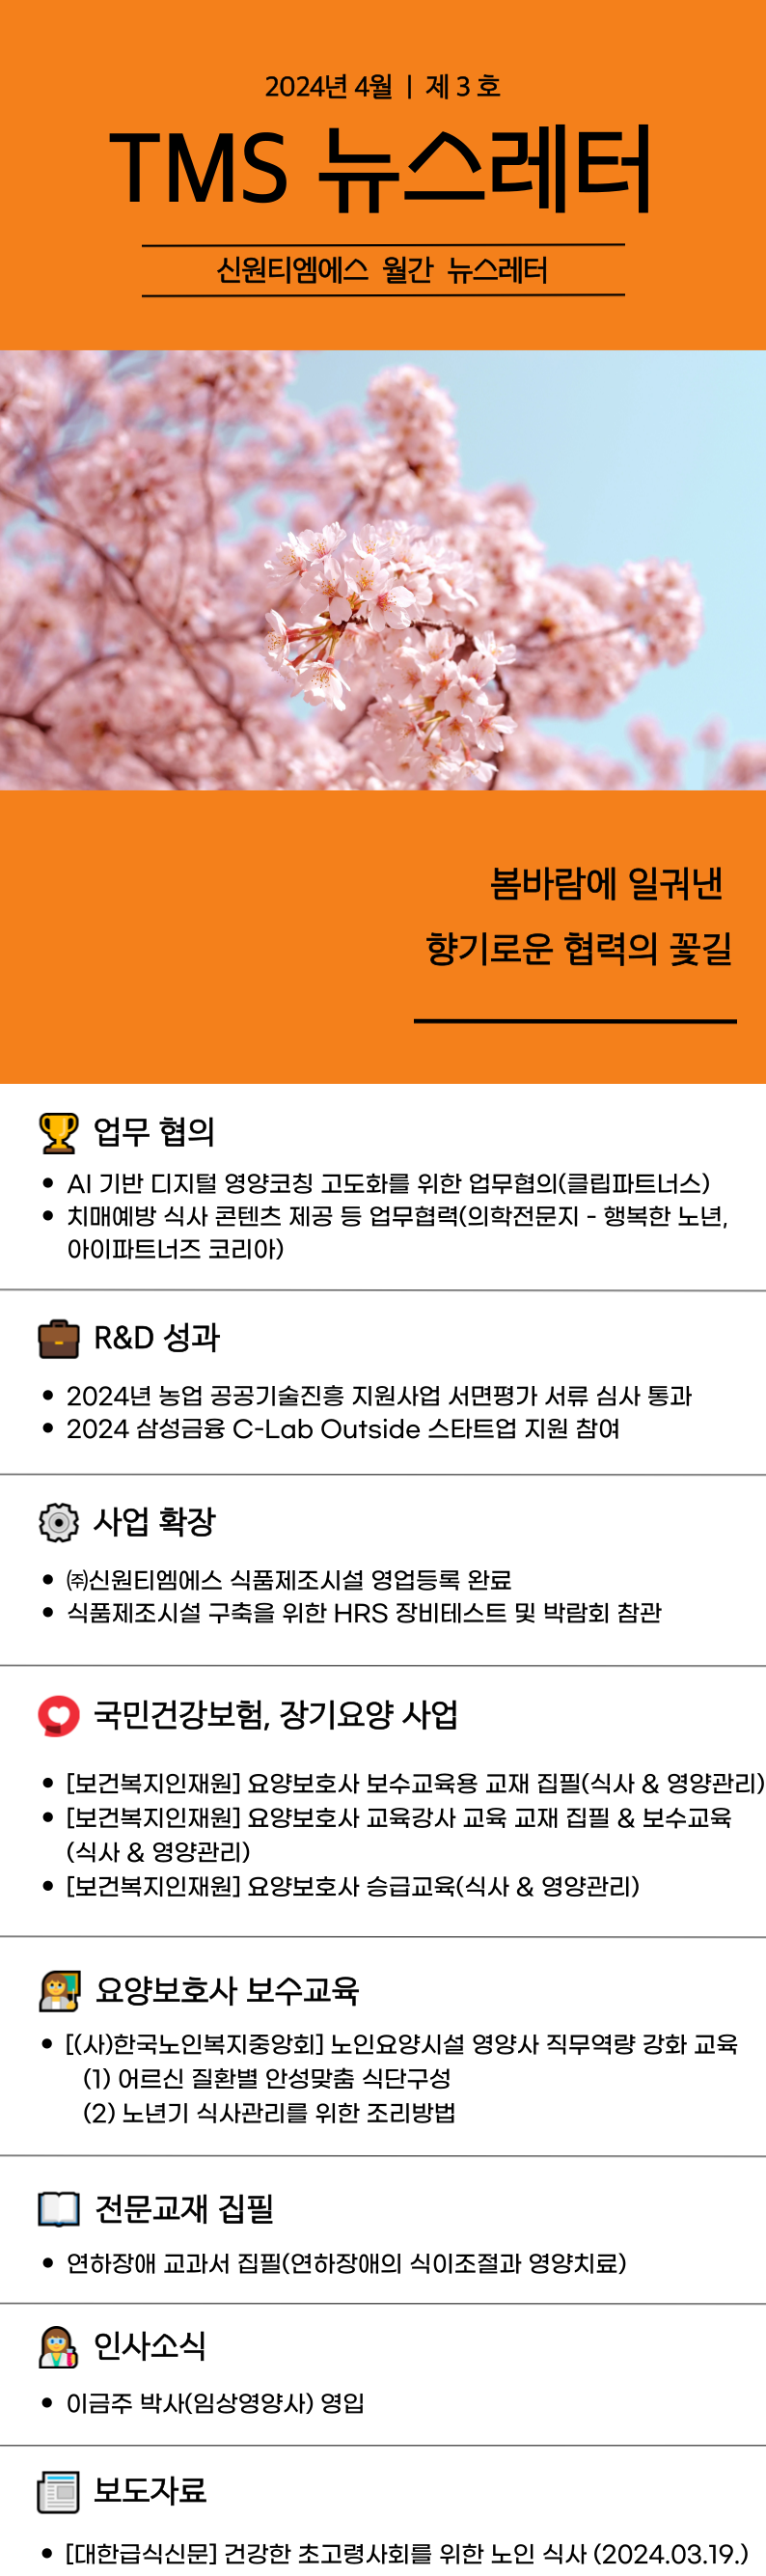 2024년 4월 | 제 3 호
TMS 뉴스레터
신원티엠에스 월간 뉴스레터
봄바람에 일궈낸
향기로운 협력의 꽃길
업무 협의
• AI 기반 디지털 영양코칭 고도화를 위한 업무협의(클립파트너스)
• 치매예방 식사 콘텐츠 제공 등 업무협력(의학전문지 - 행복한 노년,
아이파트너즈 코리아)
R&D 성과
• 2024년 농업 공공기술진흥 지원사업 서면평가 서류 심사 통과
• 2024 삼성금융 C-Lab Outside 스타트업 지원 참여
사업 확장
• ㈜신원티엠에스 식품제조시설 영업등록 완료
• 식품제조시설 구축을 위한 HRS 장비테스트 및 박람회 참관
국민건강보험, 장기요양 사업
• [보건복지인재원] 요양보호사 보수교육용 교재 집필(식사 & 영양관리)
• [보건복지인재원] 요양보호사 교육강사 교육 교재 집필 & 보수교육
(식사 & 영양관리)
• [보건복지인재원] 요양보호사 승급교육(식사 & 영양관리)
요양보호사 보수교육
• [(사)한국노인복지중앙회] 노인요양시설 영양사 직무역량 강화 교육
(1) 어르신 질환별 안성맞춤 식단구성
(2) 노년기 식사관리를 위한 조리방법
전문교재 집필
• 연하장애 교과서 집필(연하장애의 식이조절과 영양치료)
인사소식
• 이금주 박사(임상영양사) 영입
보도자료
• [대한급식신문] 건강한 초고령사회를 위한 노인 식사 (2024.03.19.)